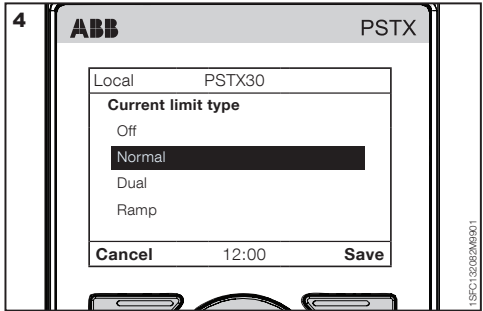 4
ABB PSTX
Local PSTX30
Current limit type
Off
Normal
Dual
Ramp
Cancel 12:00 Save
1SFC132082M9901